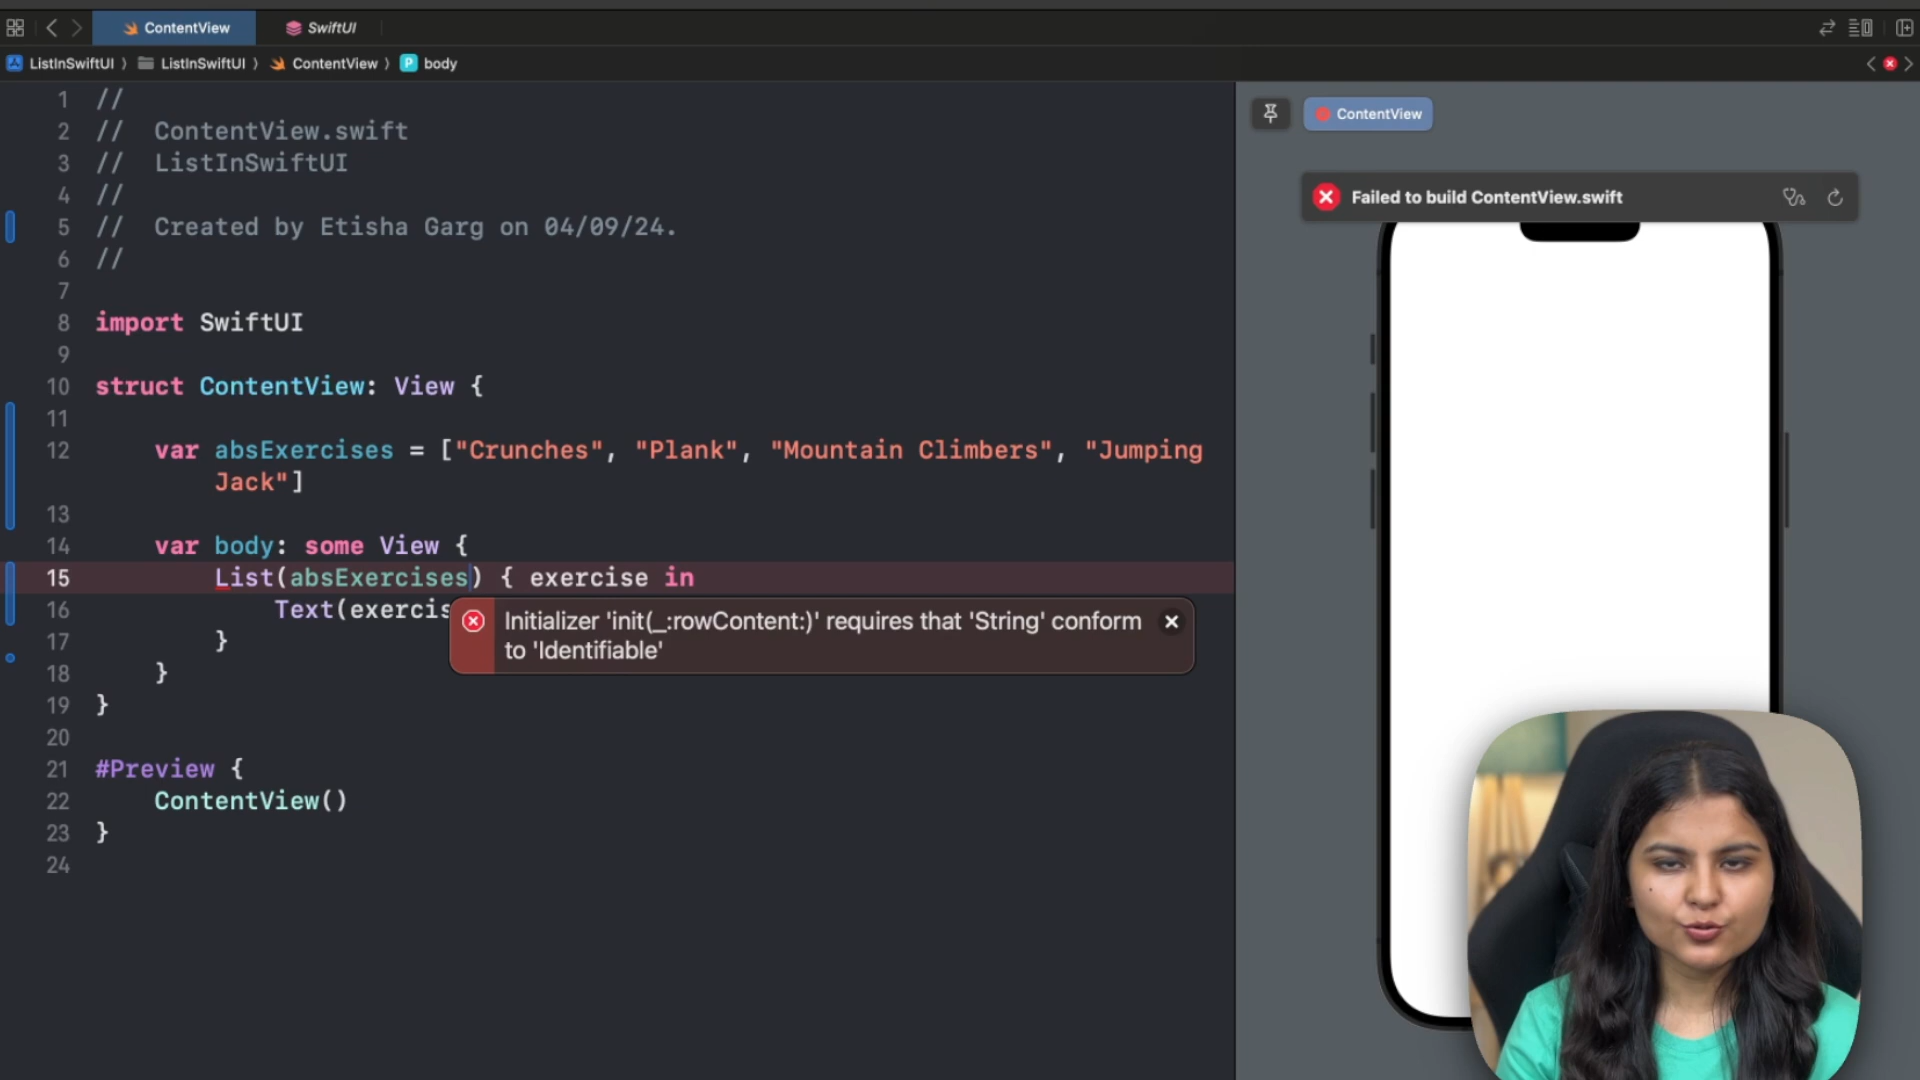 ContentView
SwiftUI
ListInSwiftUI
ListInSwiftUI
ContentView
P
body
1 //
2 // ContentView.swift
3 // ListInSwiftUI
4 //
5 // Created by Etisha Garg on 04/09/24.
6 //
7
8 import SwiftUI
9
10 struct ContentView: View {
11
12 var absExercises = ["Crunches", "Plank", "Mountain Climbers", "Jumping
Jack"]
13
14 var body: some View {
15 List(absExercises) { exercise in
16 Text(exercis
17 }
18 }
19 }
20
21 #Preview {
22 ContentView()
23 }
24
Initializer 'init(_:rowContent:)' requires that 'String' conform
to 'Identifiable'
ContentView
Failed to build ContentView.swift